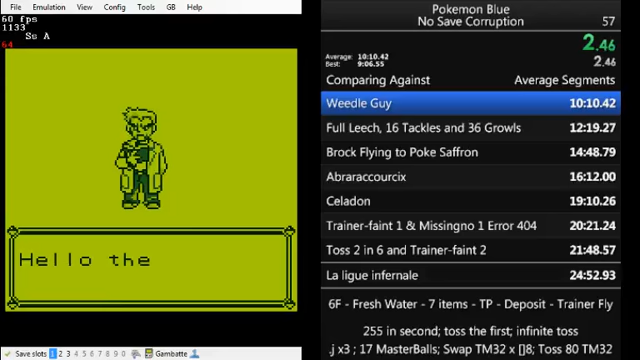 File Emulation View Config Tools GB Help
60 fps
1133
Ss A
64
Hello the
Save slots 1 2 3 4 5 6 7 8 9 0 Gambatte
Pokemon Blue
No Save Corruption 57
2.46
Average: 10:10.42
Best: 9:06.55 2.46
Comparing Against Average Segments
Weedle Guy 10:10.42
Full Leech, 16 Tackles and 36 Growls 12:19.27
Brock Flying to Poke Saffron 14:48.79
Abraraccourcix 16:12.00
Celadon 19:10.26
Trainer-faint 1 & Missingno 1 Error 404 20:21.24
Toss 2 in 6 and Trainer-faint 2 21:48.57
La ligue infernale 24:52.93
6F - Fresh Water - 7 items - TP - Deposit - Trainer Fly
255 in second; toss the first; infinite toss
.j x3 ; 17 MasterBalls; Swap TM32 x []8; Toss 80 TM32